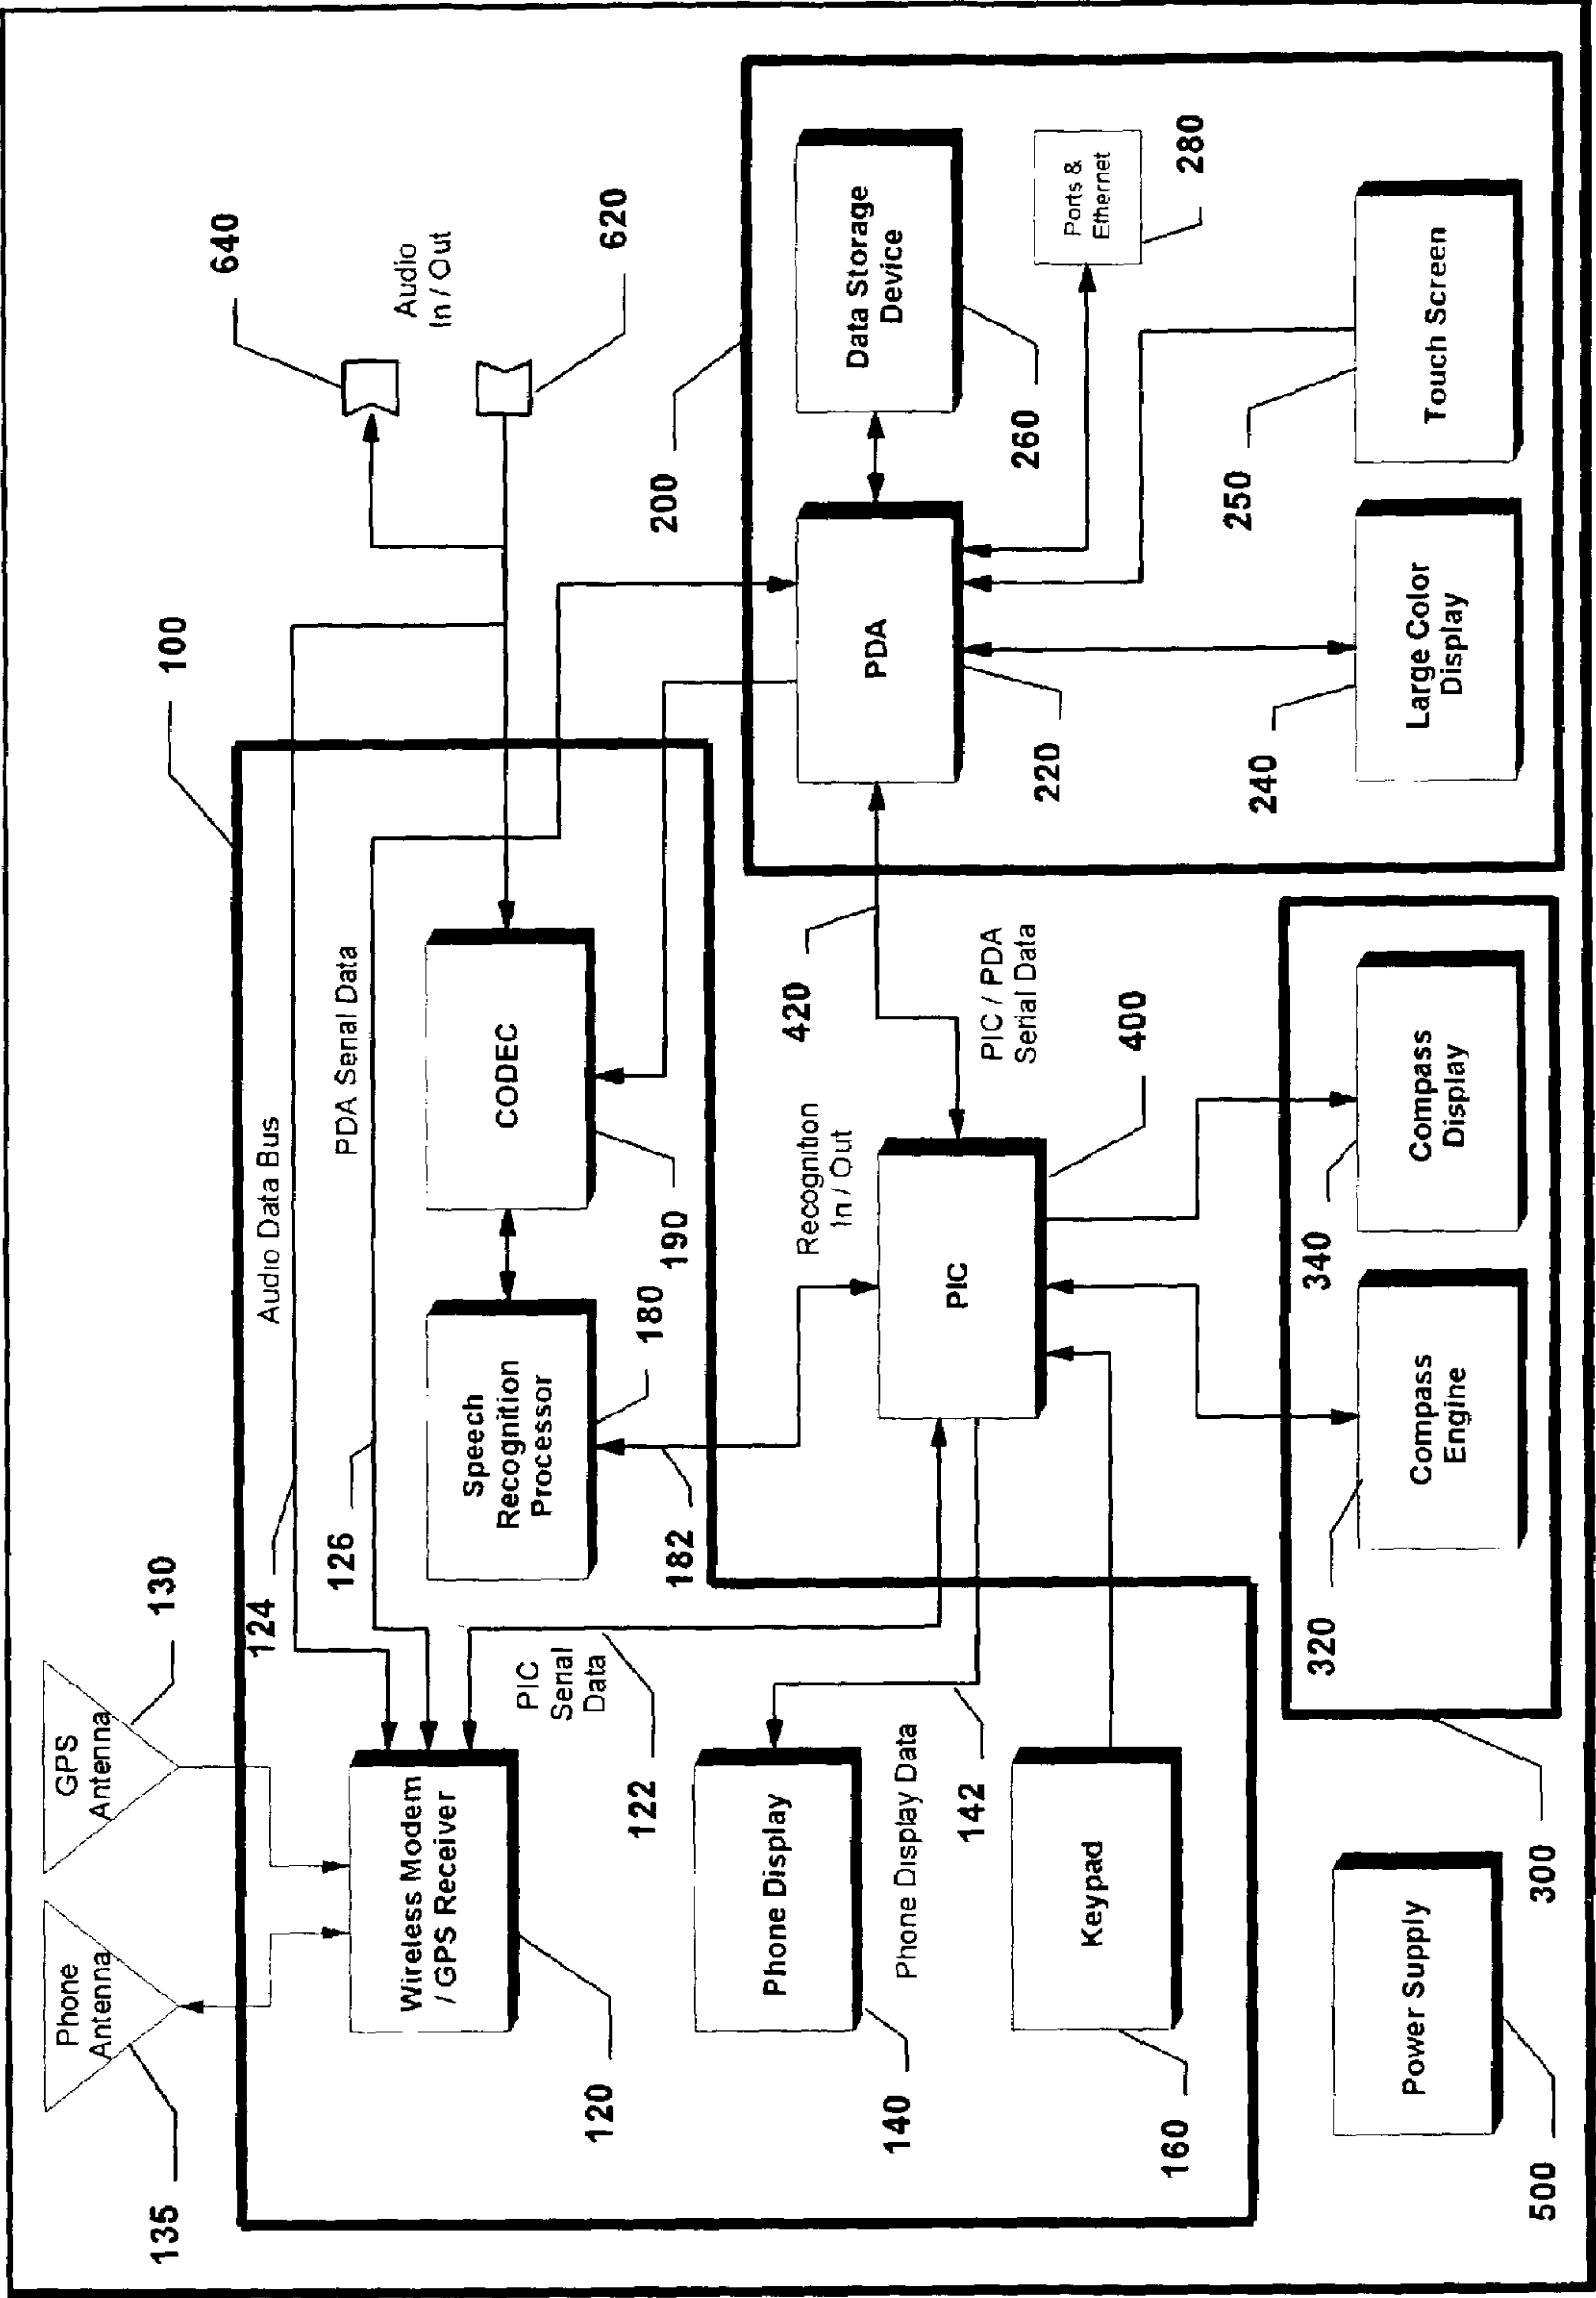 135
Phone
Antenna
GPS
Antenna
130
100
640
Audio
In / Out
620
124
Audio Data Bus
126
PDA Serial Data
Wireless Modem
/ GPS Receiver
120
PIC
Serial
Data
122
Speech
Recognition
Processor
180
182
CODEC
190
Recognition
In / Out
200
Phone Display
140
Phone Display Data
142
Keypad
160
PIC
400
420
PIC / PDA
Serial Data
PDA
220
Data Storage
Device
260
Ports &
Ethernet
280
Large Color
Display
240
Touch Screen
250
Compass
Engine
320
Compass
Display
340
300
Power Supply
500